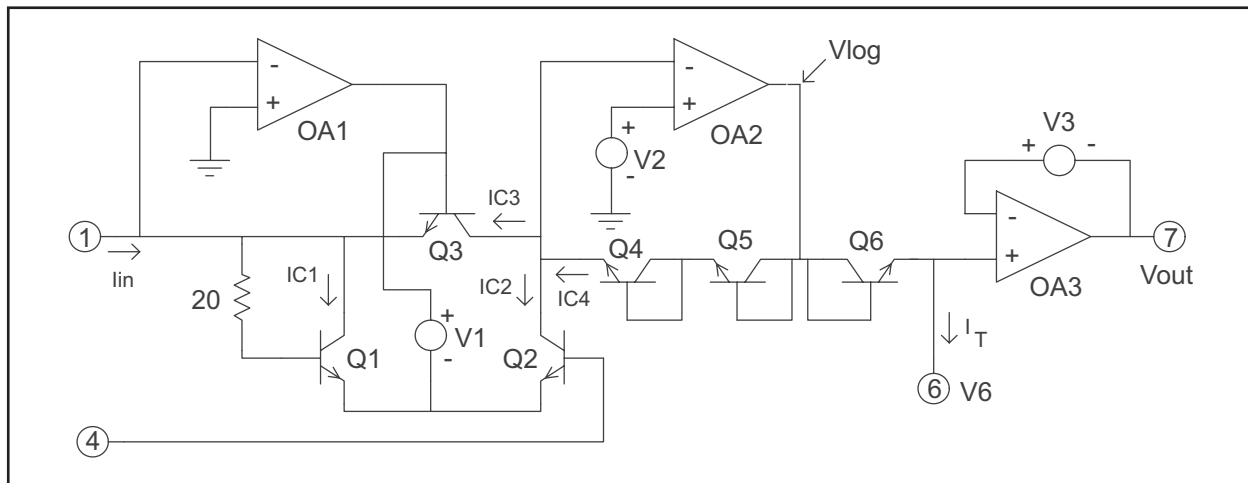 Vlog
-
+
OA1
-
+
OA2
+
V2
-
V3
+
-
IC3
Q3
1
Iin
20
IC1
Q1
+
V1
-
IC2
Q2
Q4
IC4
Q5
Q6
-
+
OA3
7
Vout
I T
6
V6
4